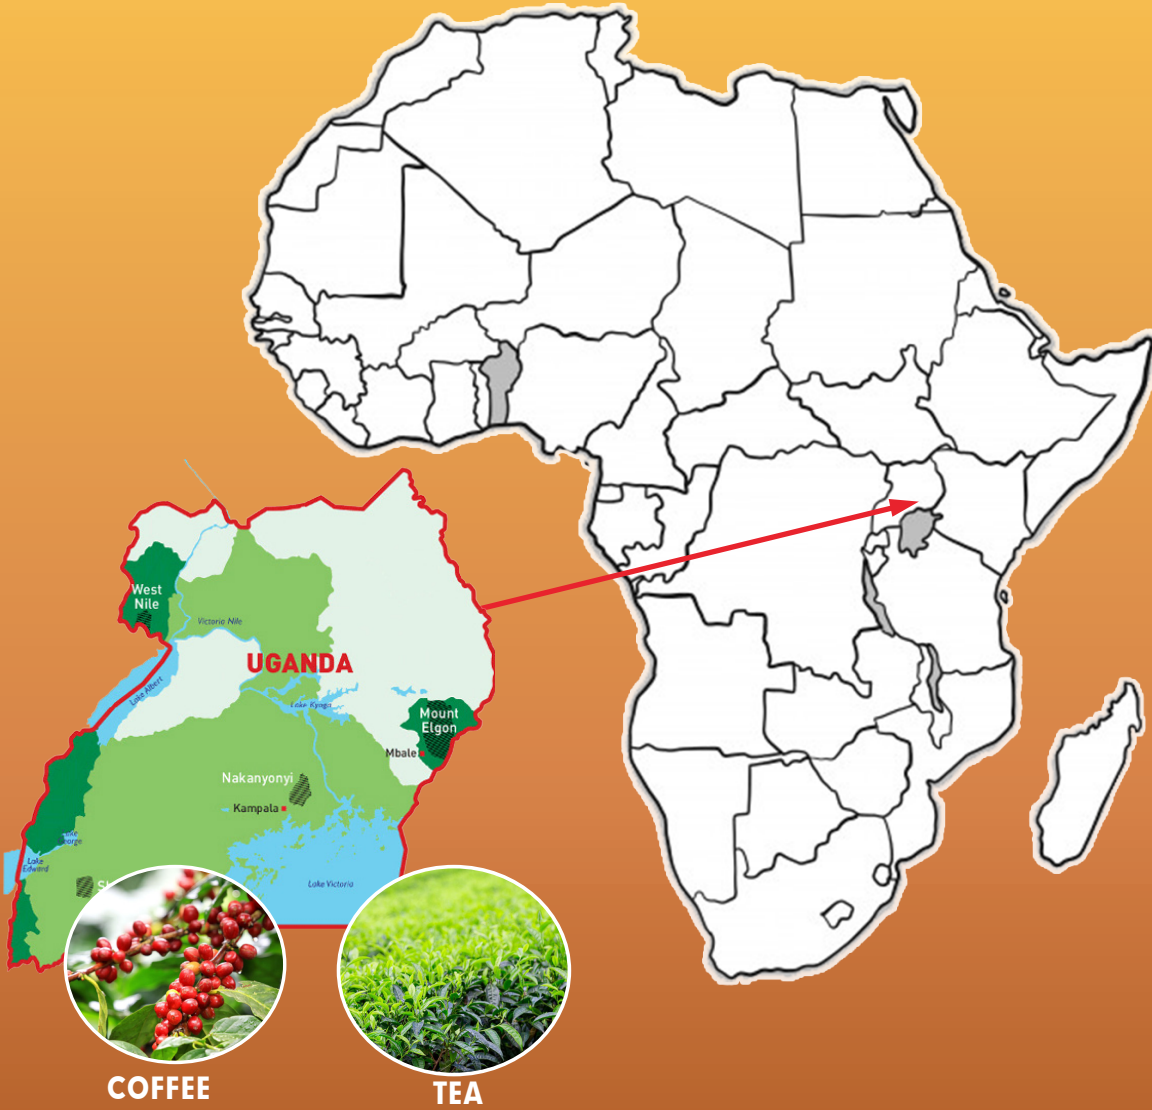 West
Nile
Victoria Nile
UGANDA
Lake Albert
Lake Kyoga
Mount
Elgon
Mbale
Nakanyonyi
Kampala
George
Lake
Edward
Lake Victoria
COFFEE
TEA